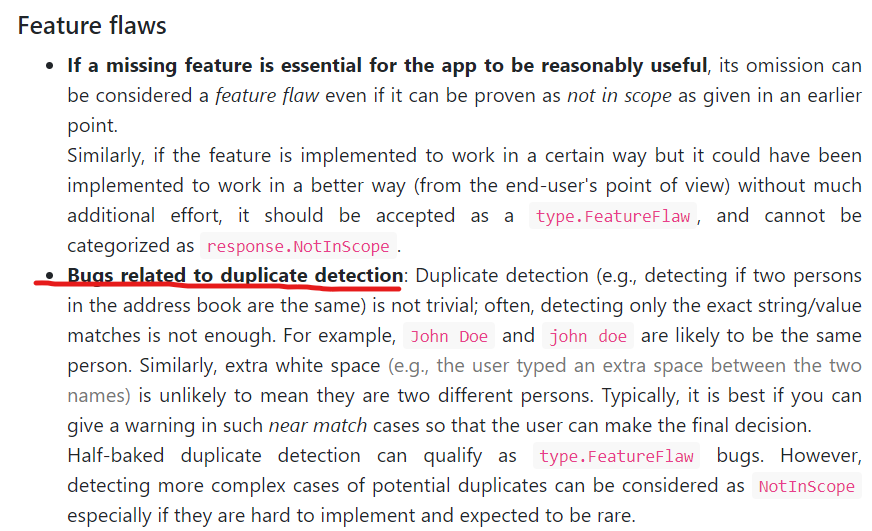 Feature flaws
• If a missing feature is essential for the app to be reasonably useful, its omission can
be considered a feature flaw even if it can be proven as not in scope as given in an earlier
point.
Similarly, if the feature is implemented to work in a certain way but it could have been
implemented to work in a better way (from the end-user's point of view) without much
additional effort, it should be accepted as a type.FeatureFlaw, and cannot be
categorized as response.NotInScope.
• Bugs related to duplicate detection: Duplicate detection (e.g., detecting if two persons
in the address book are the same) is not trivial; often, detecting only the exact string/value
matches is not enough. For example, John Doe and john doe are likely to be the same
person. Similarly, extra white space (e.g., the user typed an extra space between the two
names) is unlikely to mean they are two different persons. Typically, it is best if you can
give a warning in such near match cases so that the user can make the final decision.
Half-baked duplicate detection can qualify as type.FeatureFlaw bugs. However,
detecting more complex cases of potential duplicates can be considered as NotInScope
especially if they are hard to implement and expected to be rare.